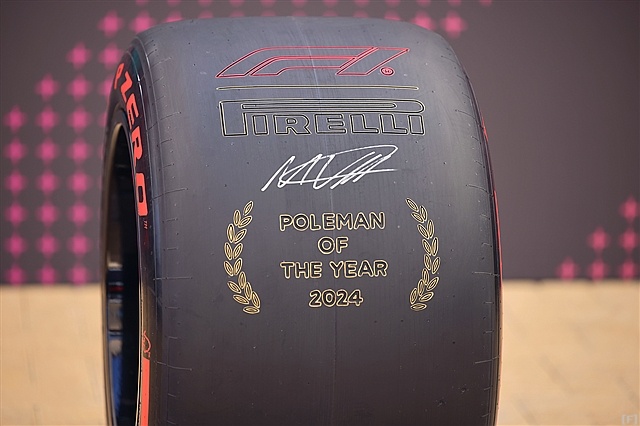 F1
PIRELLI
POLEMAN
OF
THE YEAR
2024
ZERO